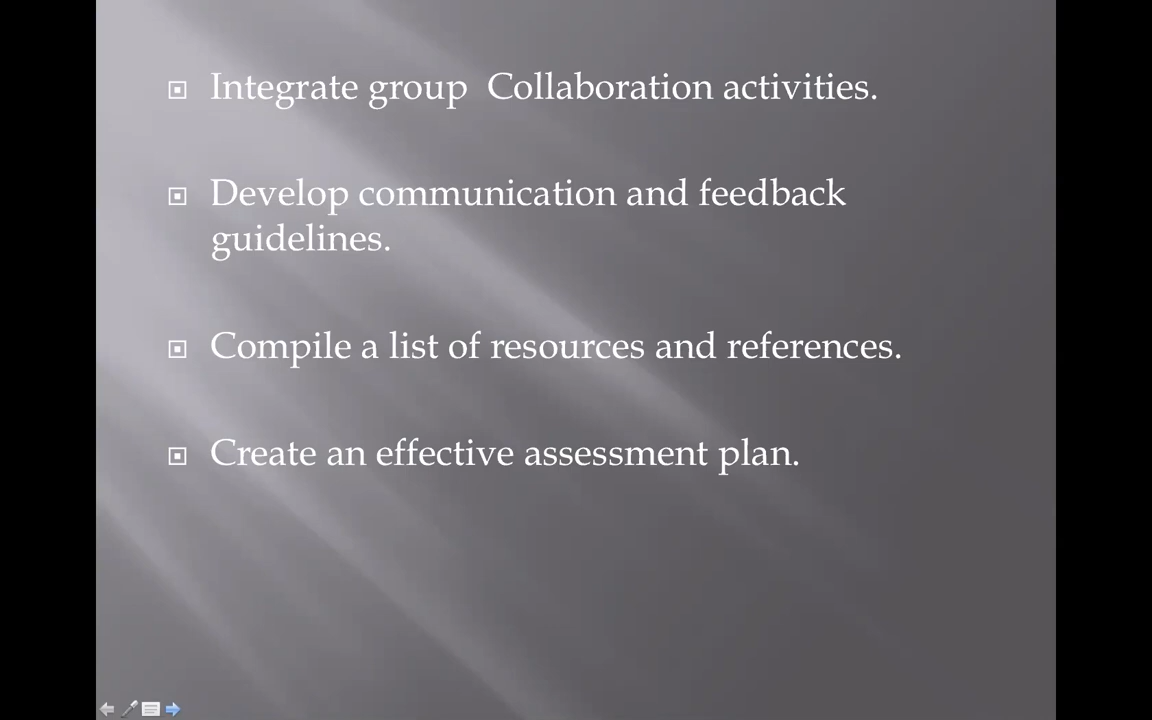 Integrate group  Collaboration activities.
Develop communication and feedback
guidelines.
Compile a list of resources and references.
Create an effective assessment plan.